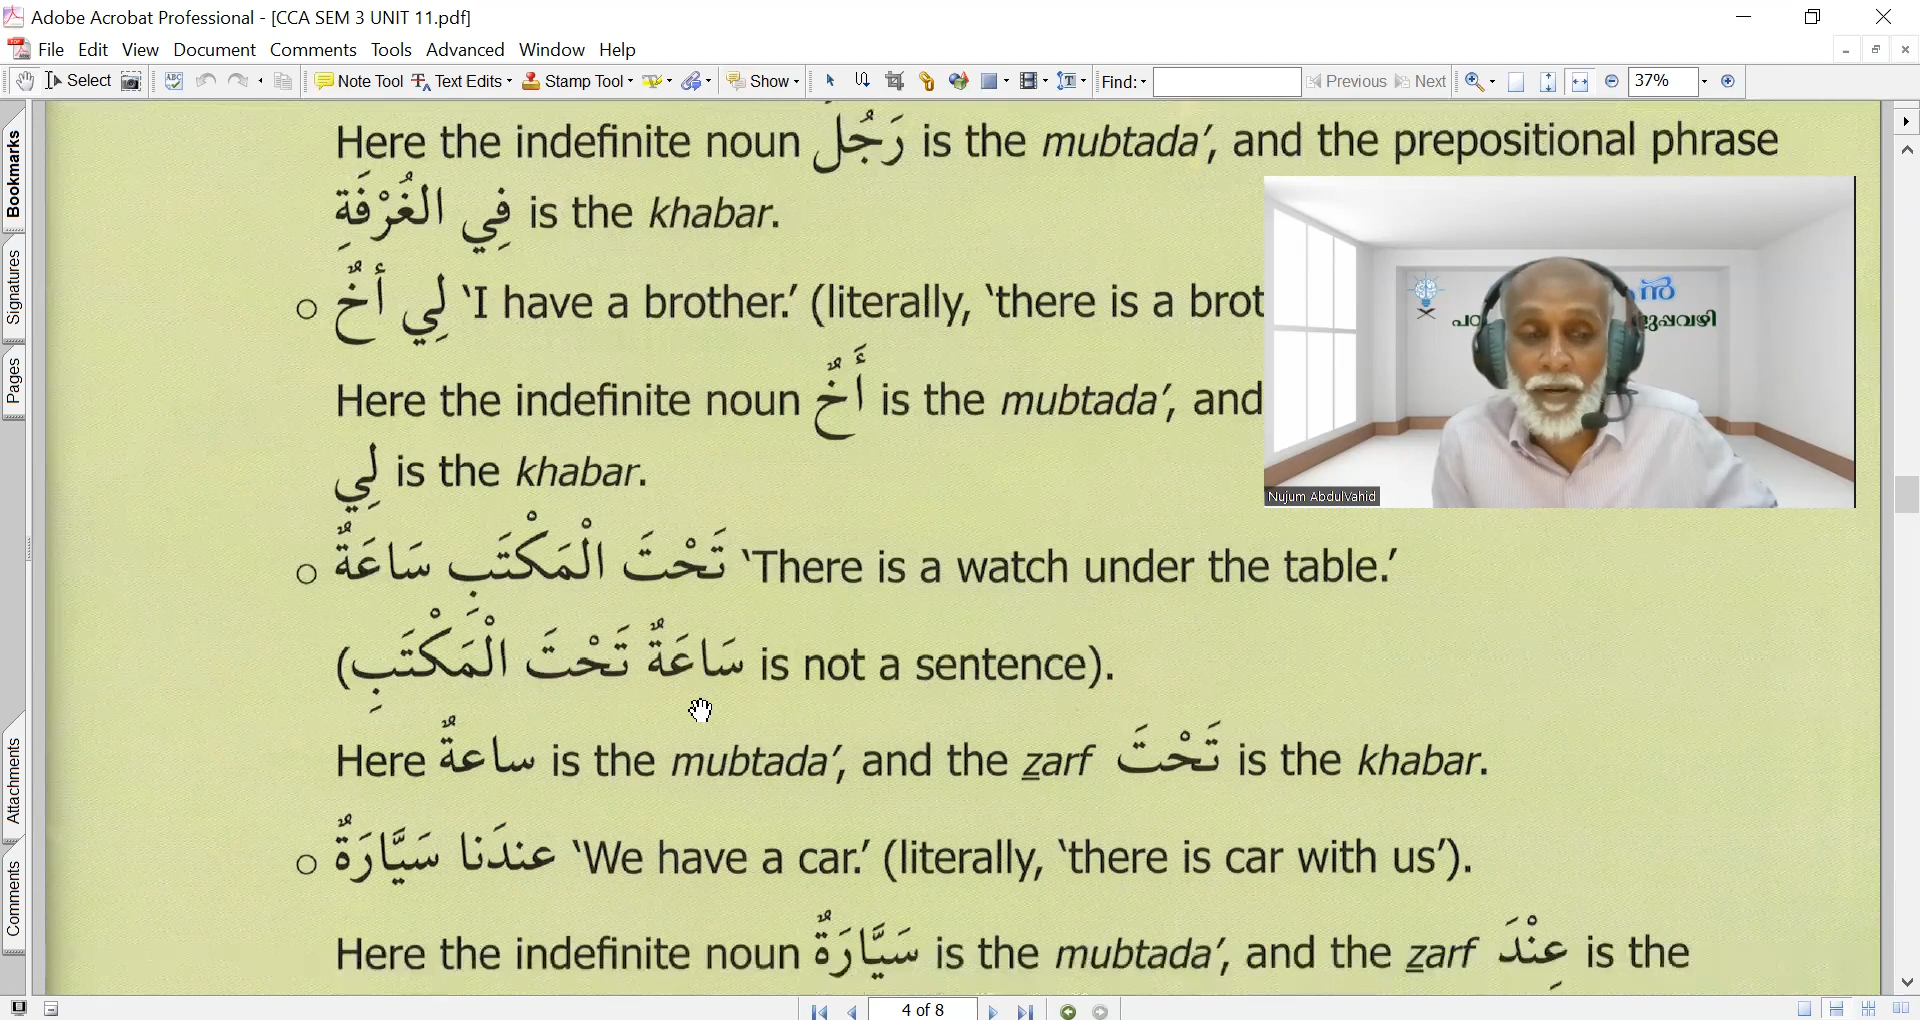 Adobe Acrobat Professional - [CCA SEM 3 UNIT 11.pdf]
File Edit View Document Comments Tools Advanced Window Help
Select Note Tool Text Edits Stamp Tool Show Find: Previous Next 37%
Bookmarks
Signatures
Pages
Attachments
Comments
Here the indefinite noun رَجُلٌ is the mubtada’, and the prepositional phrase
فِي الغُرْفَةِ is the khabar.
o لِي أخٌ ‘I have a brother.’ (literally, ‘there is a brot
Here the indefinite noun أَخٌ is the mubtada’, and
لِي is the khabar.
o تَحْتَ الْمَكْتَبِ سَاعَةٌ ‘There is a watch under the table.’
(سَاعَةٌ تَحْتَ الْمَكْتَبِ is not a sentence).
Here ساعةٌ is the mubtada’, and the zarf تَحْتَ is the khabar.
o عندَنا سَيَّارَةٌ ‘We have a car.’ (literally, ‘there is car with us’).
Here the indefinite noun سَيَّارَةٌ is the mubtada’, and the zarf عِنْدَ is the
Nujum AbdulVahid
4 of 8